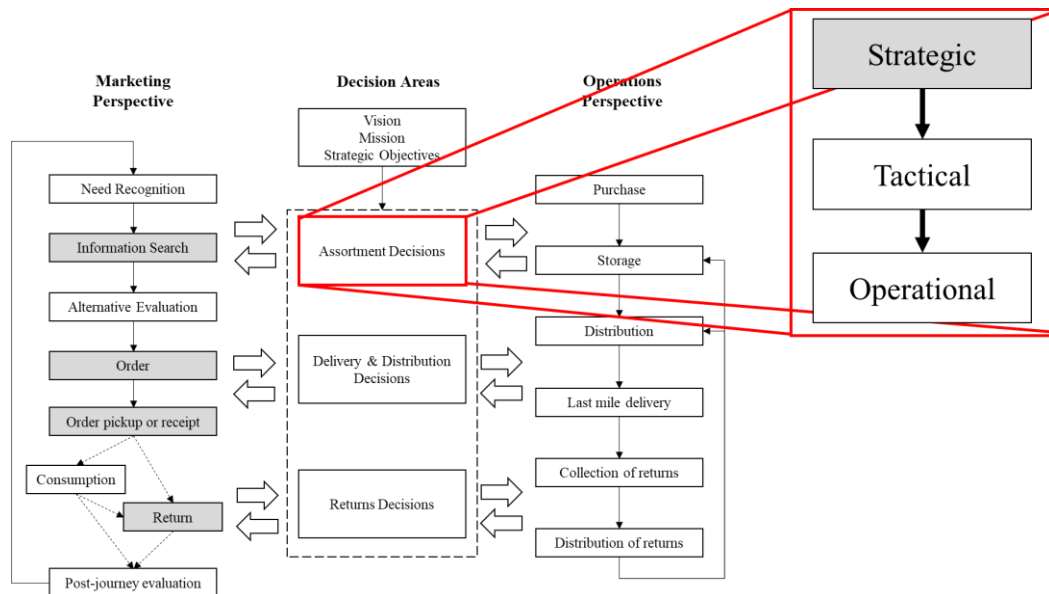 Marketing
Perspective
Need Recognition
Information Search
Alternative Evaluation
Order
Order pickup or receipt
Consumption
Return
Post-journey evaluation
Decision Areas
Vision
Mission
Strategic Objectives
Assortment Decisions
Delivery & Distribution
Decisions
Returns Decisions
Operations
Perspective
Purchase
Storage
Distribution
Last mile delivery
Collection of returns
Distribution of returns
Strategic
Tactical
Operational